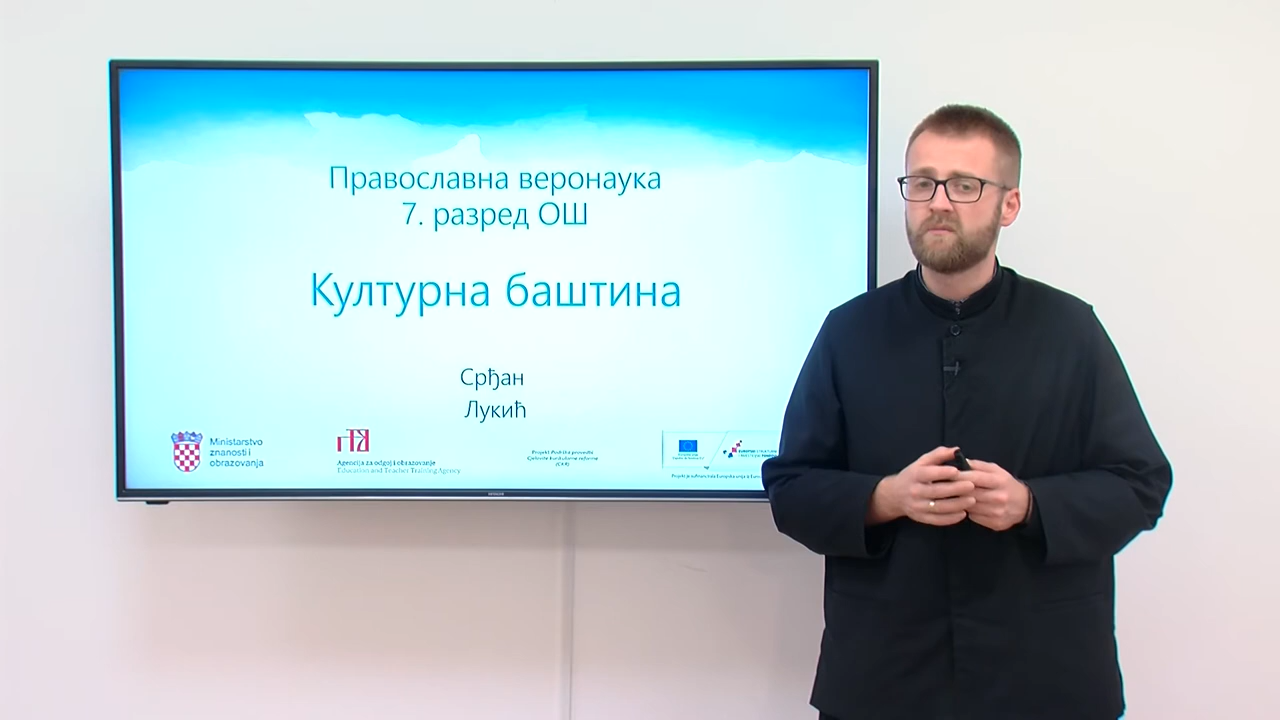 Православна веронаука
7. разред ОШ
Културна баштина
Срђан
Лукић
Ministarstvo
znanosti i
obrazovanja
Agencija za odgoj i obrazovanje
Education and Teacher Training Agency